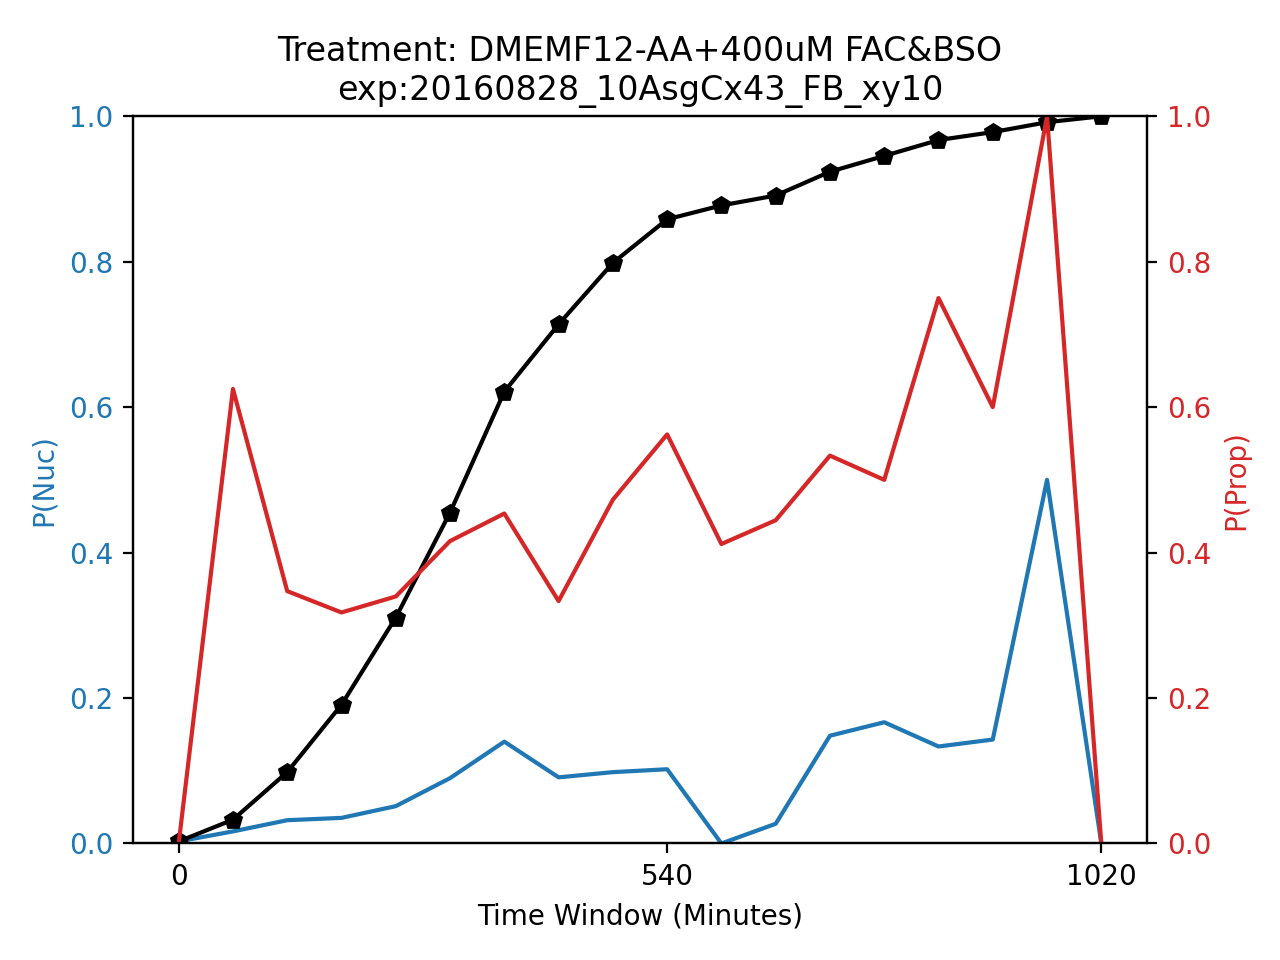 Treatment: DMEMF12-AA+400uM FAC&BSO
exp:20160828_10AsgCx43_FB_xy10
1.0
0.8
0.6
0.4
0.2
0.0
P(Nuc)
1.0
0.8
0.6
0.4
0.2
0.0
P(Prop)
0 540 1020
Time Window (Minutes)